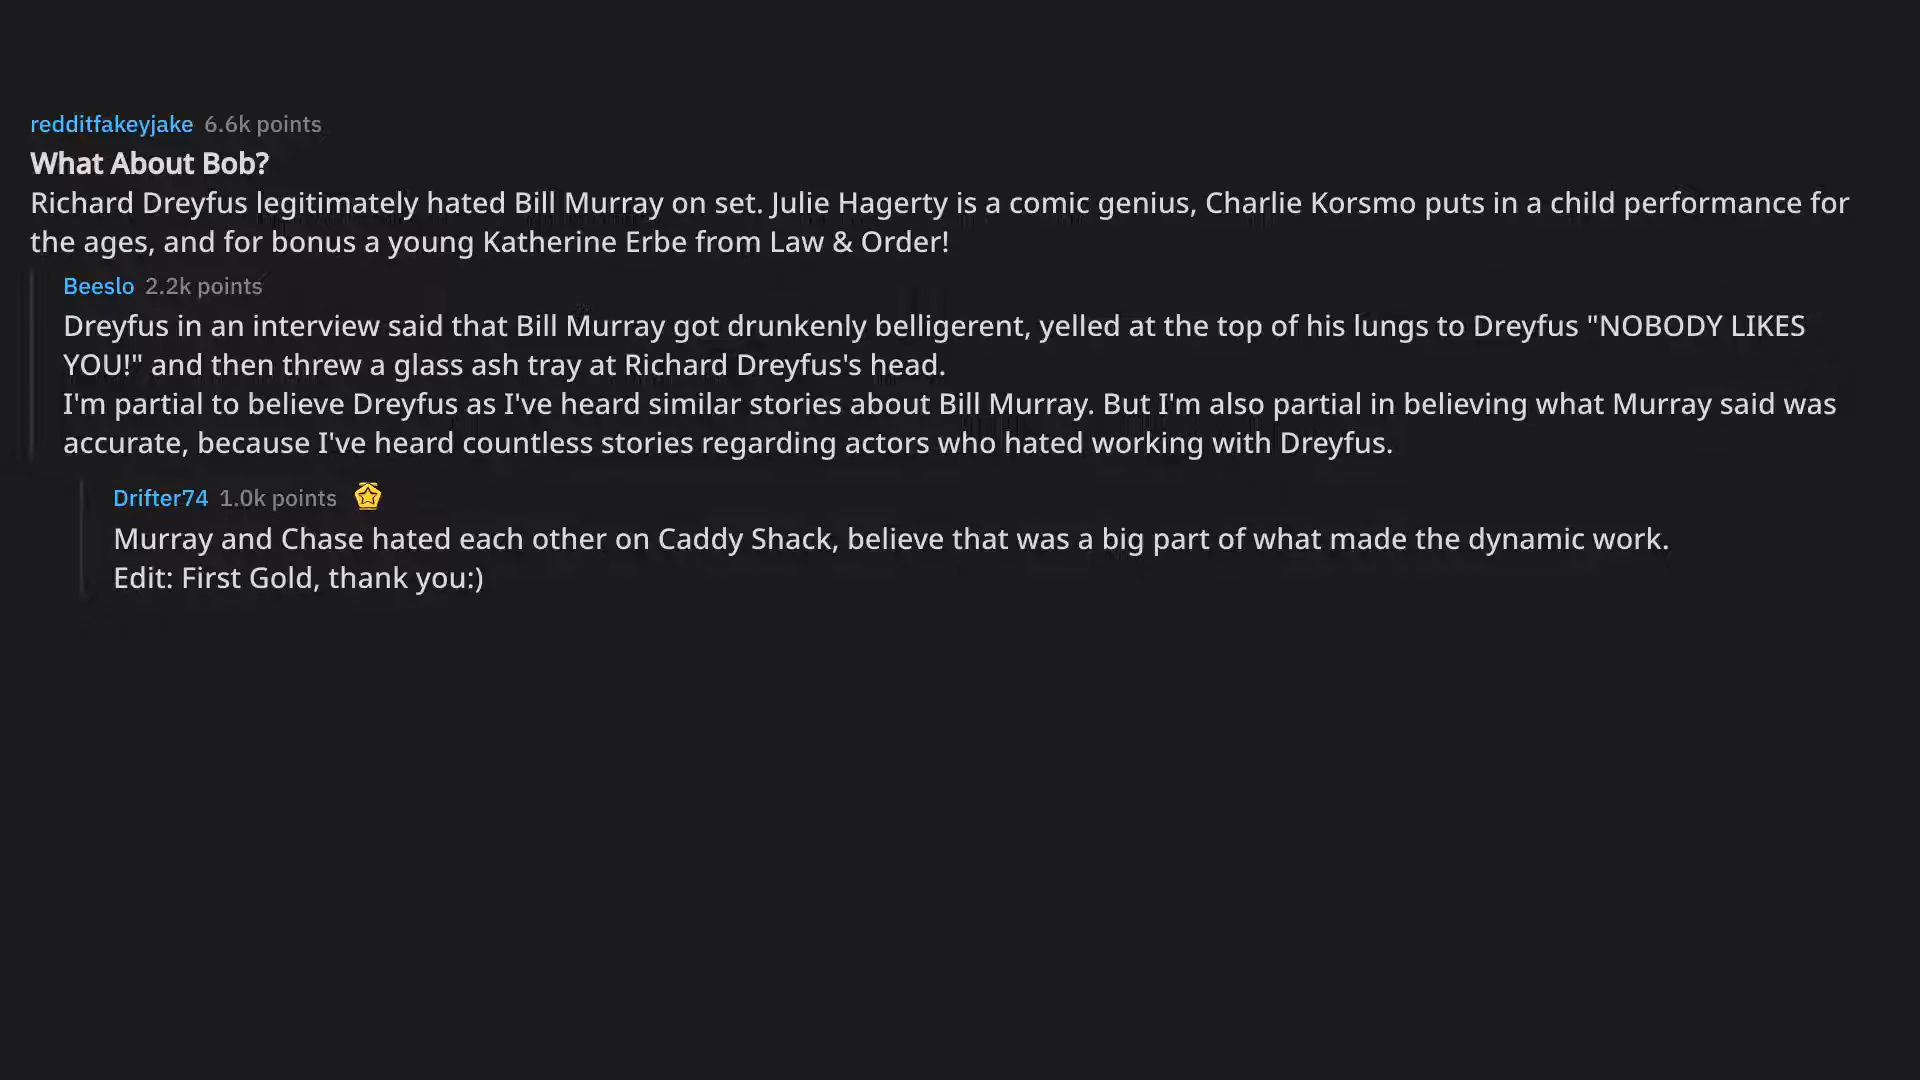 redditfakeyjake 6.6k points
What About Bob?
Richard Dreyfus legitimately hated Bill Murray on set. Julie Hagerty is a comic genius, Charlie Korsmo puts in a child performance for
the ages, and for bonus a young Katherine Erbe from Law & Order!
Beeslo 2.2k points
Dreyfus in an interview said that Bill Murray got drunkenly belligerent, yelled at the top of his lungs to Dreyfus "NOBODY LIKES
YOU!" and then threw a glass ash tray at Richard Dreyfus's head.
I'm partial to believe Dreyfus as I've heard similar stories about Bill Murray. But I'm also partial in believing what Murray said was
accurate, because I've heard countless stories regarding actors who hated working with Dreyfus.
Drifter74 1.0k points
Murray and Chase hated each other on Caddy Shack, believe that was a big part of what made the dynamic work.
Edit: First Gold, thank you:)